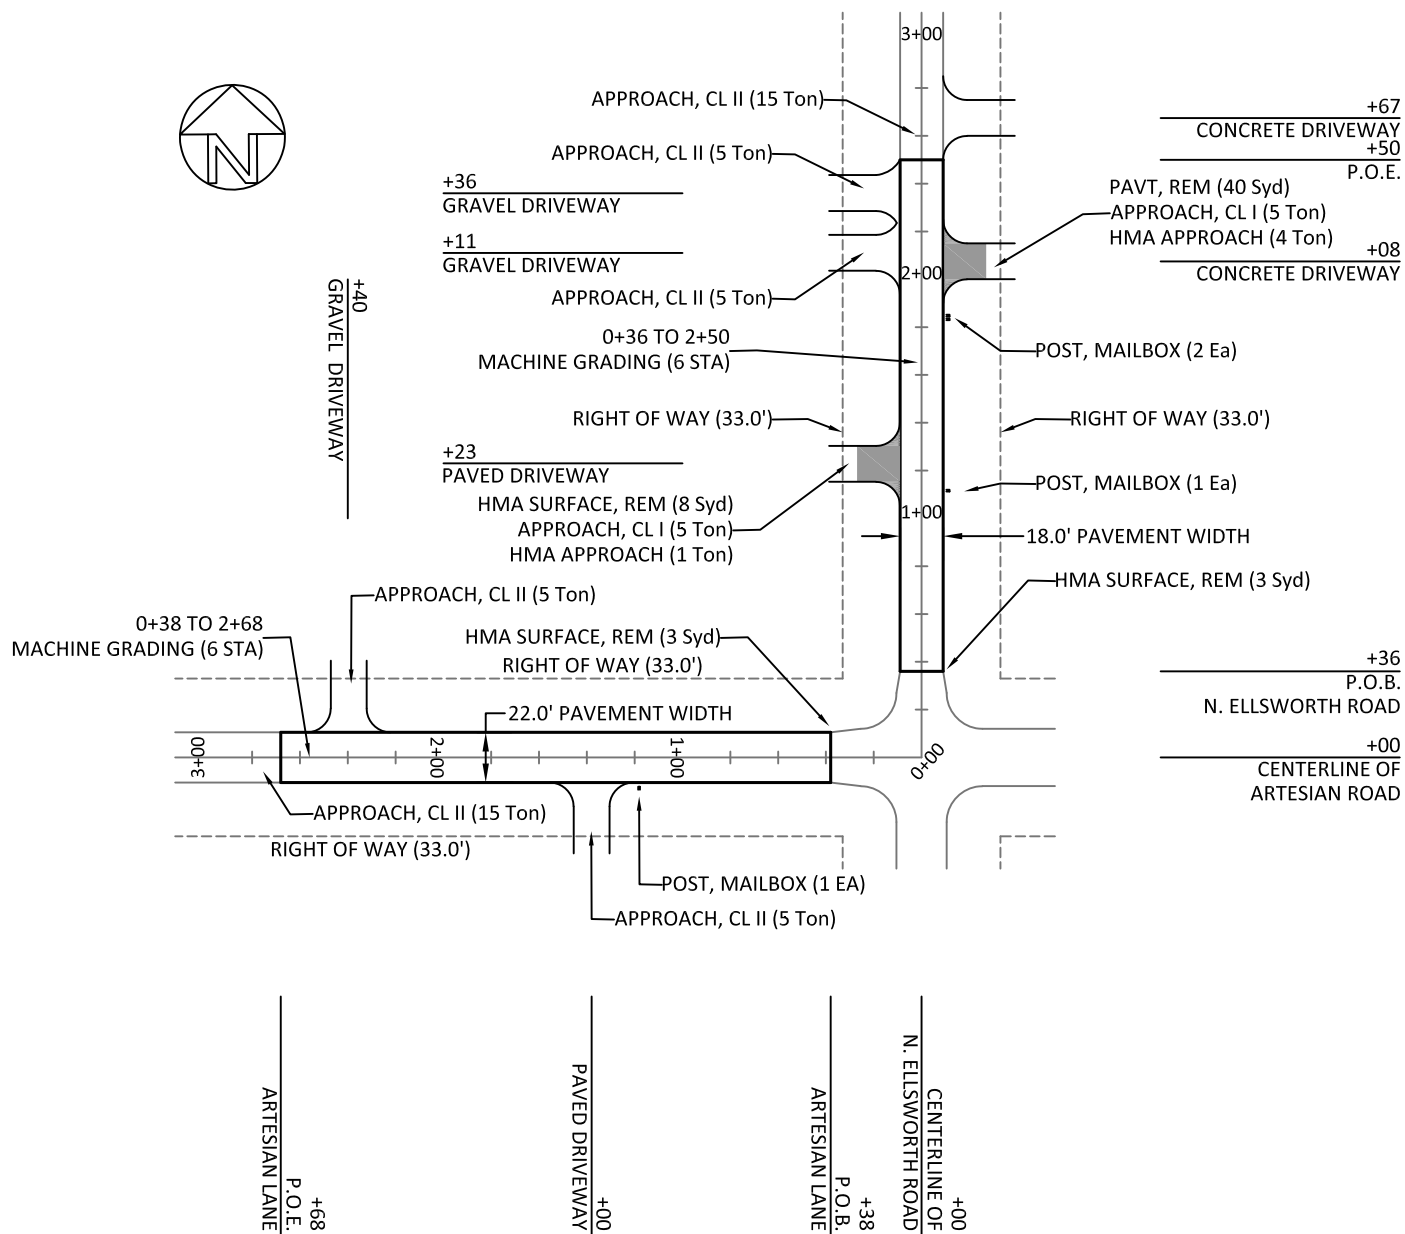 3+00
APPROACH, CL II (15 Ton)
+67
CONCRETE DRIVEWAY
+50
P.O.E.
APPROACH, CL II (5 Ton)
N
+36
GRAVEL DRIVEWAY
PAVT, REM (40 Syd)
APPROACH, CL I (5 Ton)
HMA APPROACH (4 Ton)
+11
GRAVEL DRIVEWAY
+08
CONCRETE DRIVEWAY
2+00
+40
GRAVEL DRIVEWAY
APPROACH, CL II (5 Ton)
0+36 TO 2+50
MACHINE GRADING (6 STA)
POST, MAILBOX (2 Ea)
RIGHT OF WAY (33.0')
RIGHT OF WAY (33.0')
+23
PAVED DRIVEWAY
POST, MAILBOX (1 Ea)
HMA SURFACE, REM (8 Syd)
APPROACH, CL I (5 Ton)
HMA APPROACH (1 Ton)
1+00
18.0' PAVEMENT WIDTH
HMA SURFACE, REM (3 Syd)
APPROACH, CL II (5 Ton)
0+38 TO 2+68
MACHINE GRADING (6 STA)
HMA SURFACE, REM (3 Syd)
RIGHT OF WAY (33.0')
+36
P.O.B.
N. ELLSWORTH ROAD
22.0' PAVEMENT WIDTH
3+00
2+00
1+00
0+00
+00
CENTERLINE OF
ARTESIAN ROAD
APPROACH, CL II (15 Ton)
RIGHT OF WAY (33.0')
POST, MAILBOX (1 EA)
APPROACH, CL II (5 Ton)
+68
P.O.E.
ARTESIAN LANE
+00
PAVED DRIVEWAY
+38
P.O.B.
ARTESIAN LANE
+00
CENTERLINE OF
N. ELLSWORTH ROAD